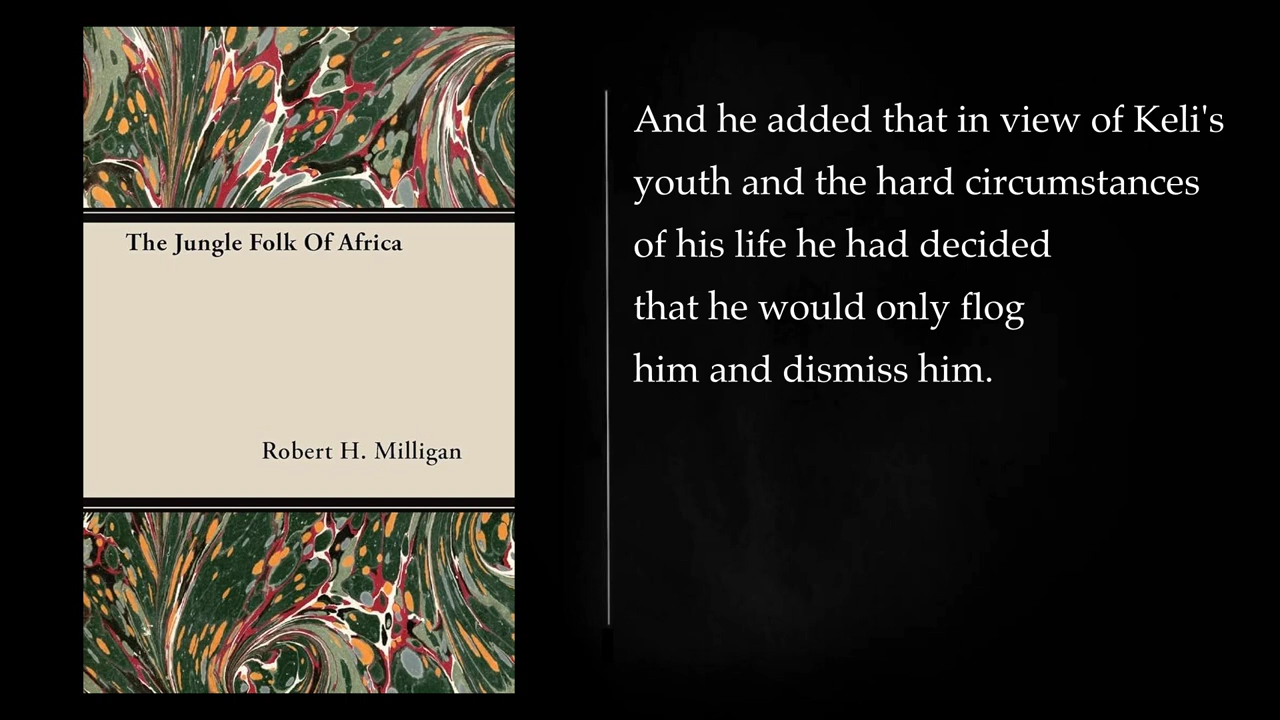 The Jungle Folk Of Africa
Robert H. Milligan
And he added that in view of Keli's
youth and the hard circumstances
of his life he had decided
that he would only flog
him and dismiss him.